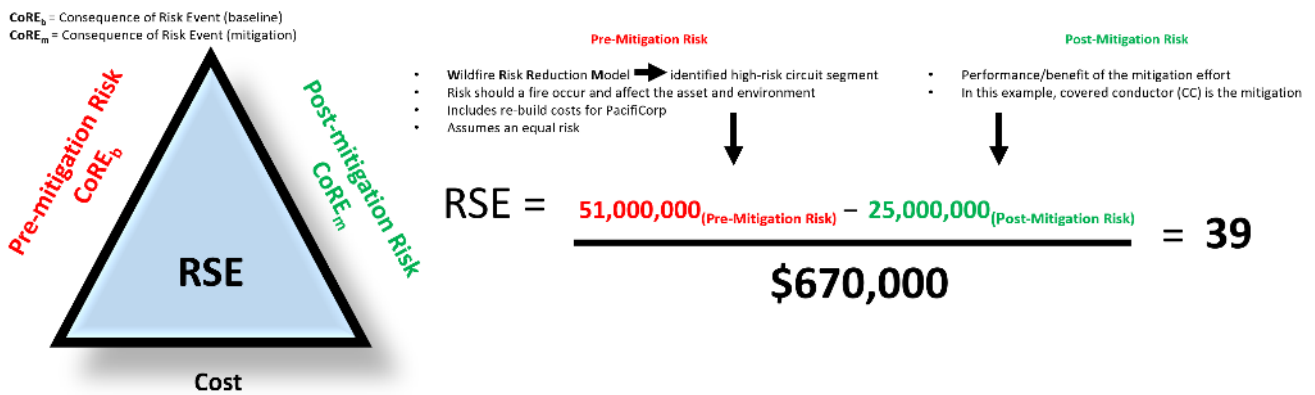 CoREb = Consequence of Risk Event (baseline)
CoREm = Consequence of Risk Event (mitigation)
Pre-mitigation Risk
CoREb
Post-mitigation Risk
CoREm
RSE
Cost
Pre-Mitigation Risk
• Wildfire Risk Reduction Model identified high-risk circuit segment
• Risk should a fire occur and affect the asset and environment
• Includes re-build costs for PacifiCorp
• Assumes an equal risk
Post-Mitigation Risk
• Performance/benefit of the mitigation effort
• In this example, covered conductor (CC) is the mitigation
RSE = 51,000,000(Pre-Mitigation Risk) – 25,000,000(Post-Mitigation Risk) = 39
$670,000